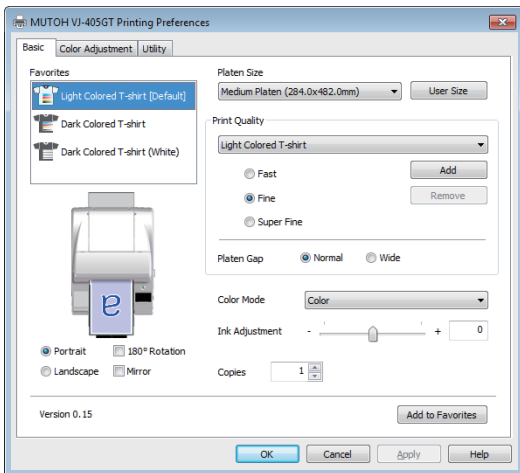 MUTOH VJ-405GT Printing Preferences
Basic Color Adjustment Utility
Favorites
Light Colored T-shirt [Default]
Dark Colored T-shirt
Dark Colored T-shirt (White)
a
Portrait 180° Rotation
Landscape Mirror
Platen Size
Medium Platen (284.0x482.0mm) User Size
Print Quality
Light Colored T-shirt
Fast Add
Fine Remove
Super Fine
Platen Gap Normal Wide
Color Mode Color
Ink Adjustment - + 0
Copies 1
Version 0.15 Add to Favorites
OK Cancel Apply Help